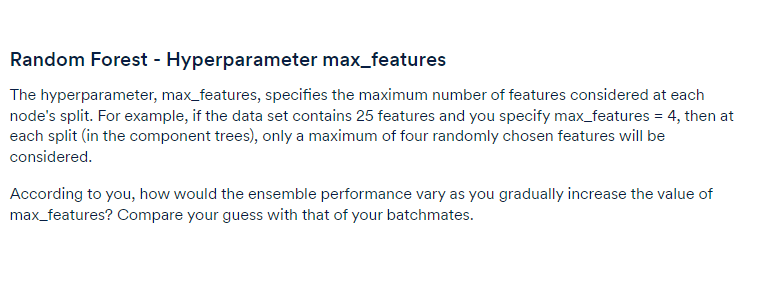 Random Forest - Hyperparameter max_features
The hyperparameter, max_features, specifies the maximum number of features considered at each
node's split. For example, if the data set contains 25 features and you specify max_features = 4, then at
each split (in the component trees), only a maximum of four randomly chosen features will be
considered.
According to you, how would the ensemble performance vary as you gradually increase the value of
max_features? Compare your guess with that of your batchmates.